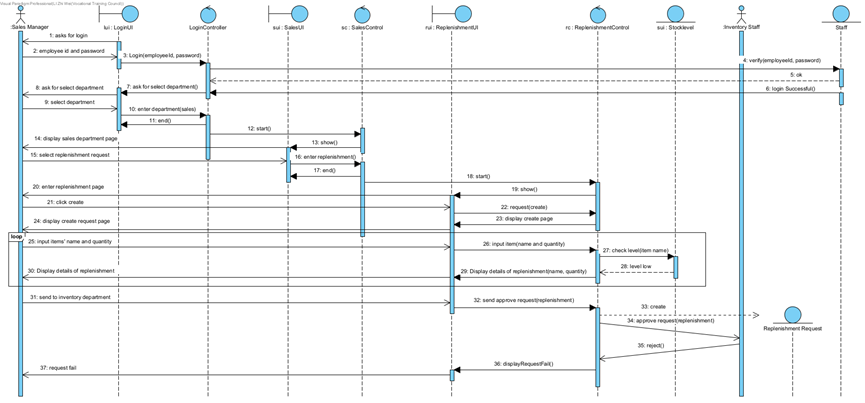 :Sales Manager
lui : LoginUI
LoginController
sui : SalesUI
sc : SalesControl
rui : ReplenishmentUI
rc : ReplenishmentControl
sui : Stocklevel
:Inventory Staff
Staff
1: asks for login
2: employee id and password
3: Login(employeeId, password)
4: verify(employeeId, password)
5: ok
6: login Successful()
7: ask for select department()
8: ask for select department
9: select department
10: enter department(sales)
11: end()
12: start()
13: show()
14: display sales department page
15: select replenishment request
16: enter replenishment()
17: end()
18: start()
19: show()
20: enter replenishment page
21: click create
22: request(create)
23: display create page
24: display create request page
loop
25: input items' name and quantity
26: input item(name and quantity)
27: check level(item name)
28: level low
29: Display details of replenishment(name, quantity)
30: Display details of replenishment
31: send to inventory department
32: send approve request(replenishment)
33: create
Replenishment Request
34: approve request(replenishment)
35: reject()
36: displayRequestFail()
37: request fail